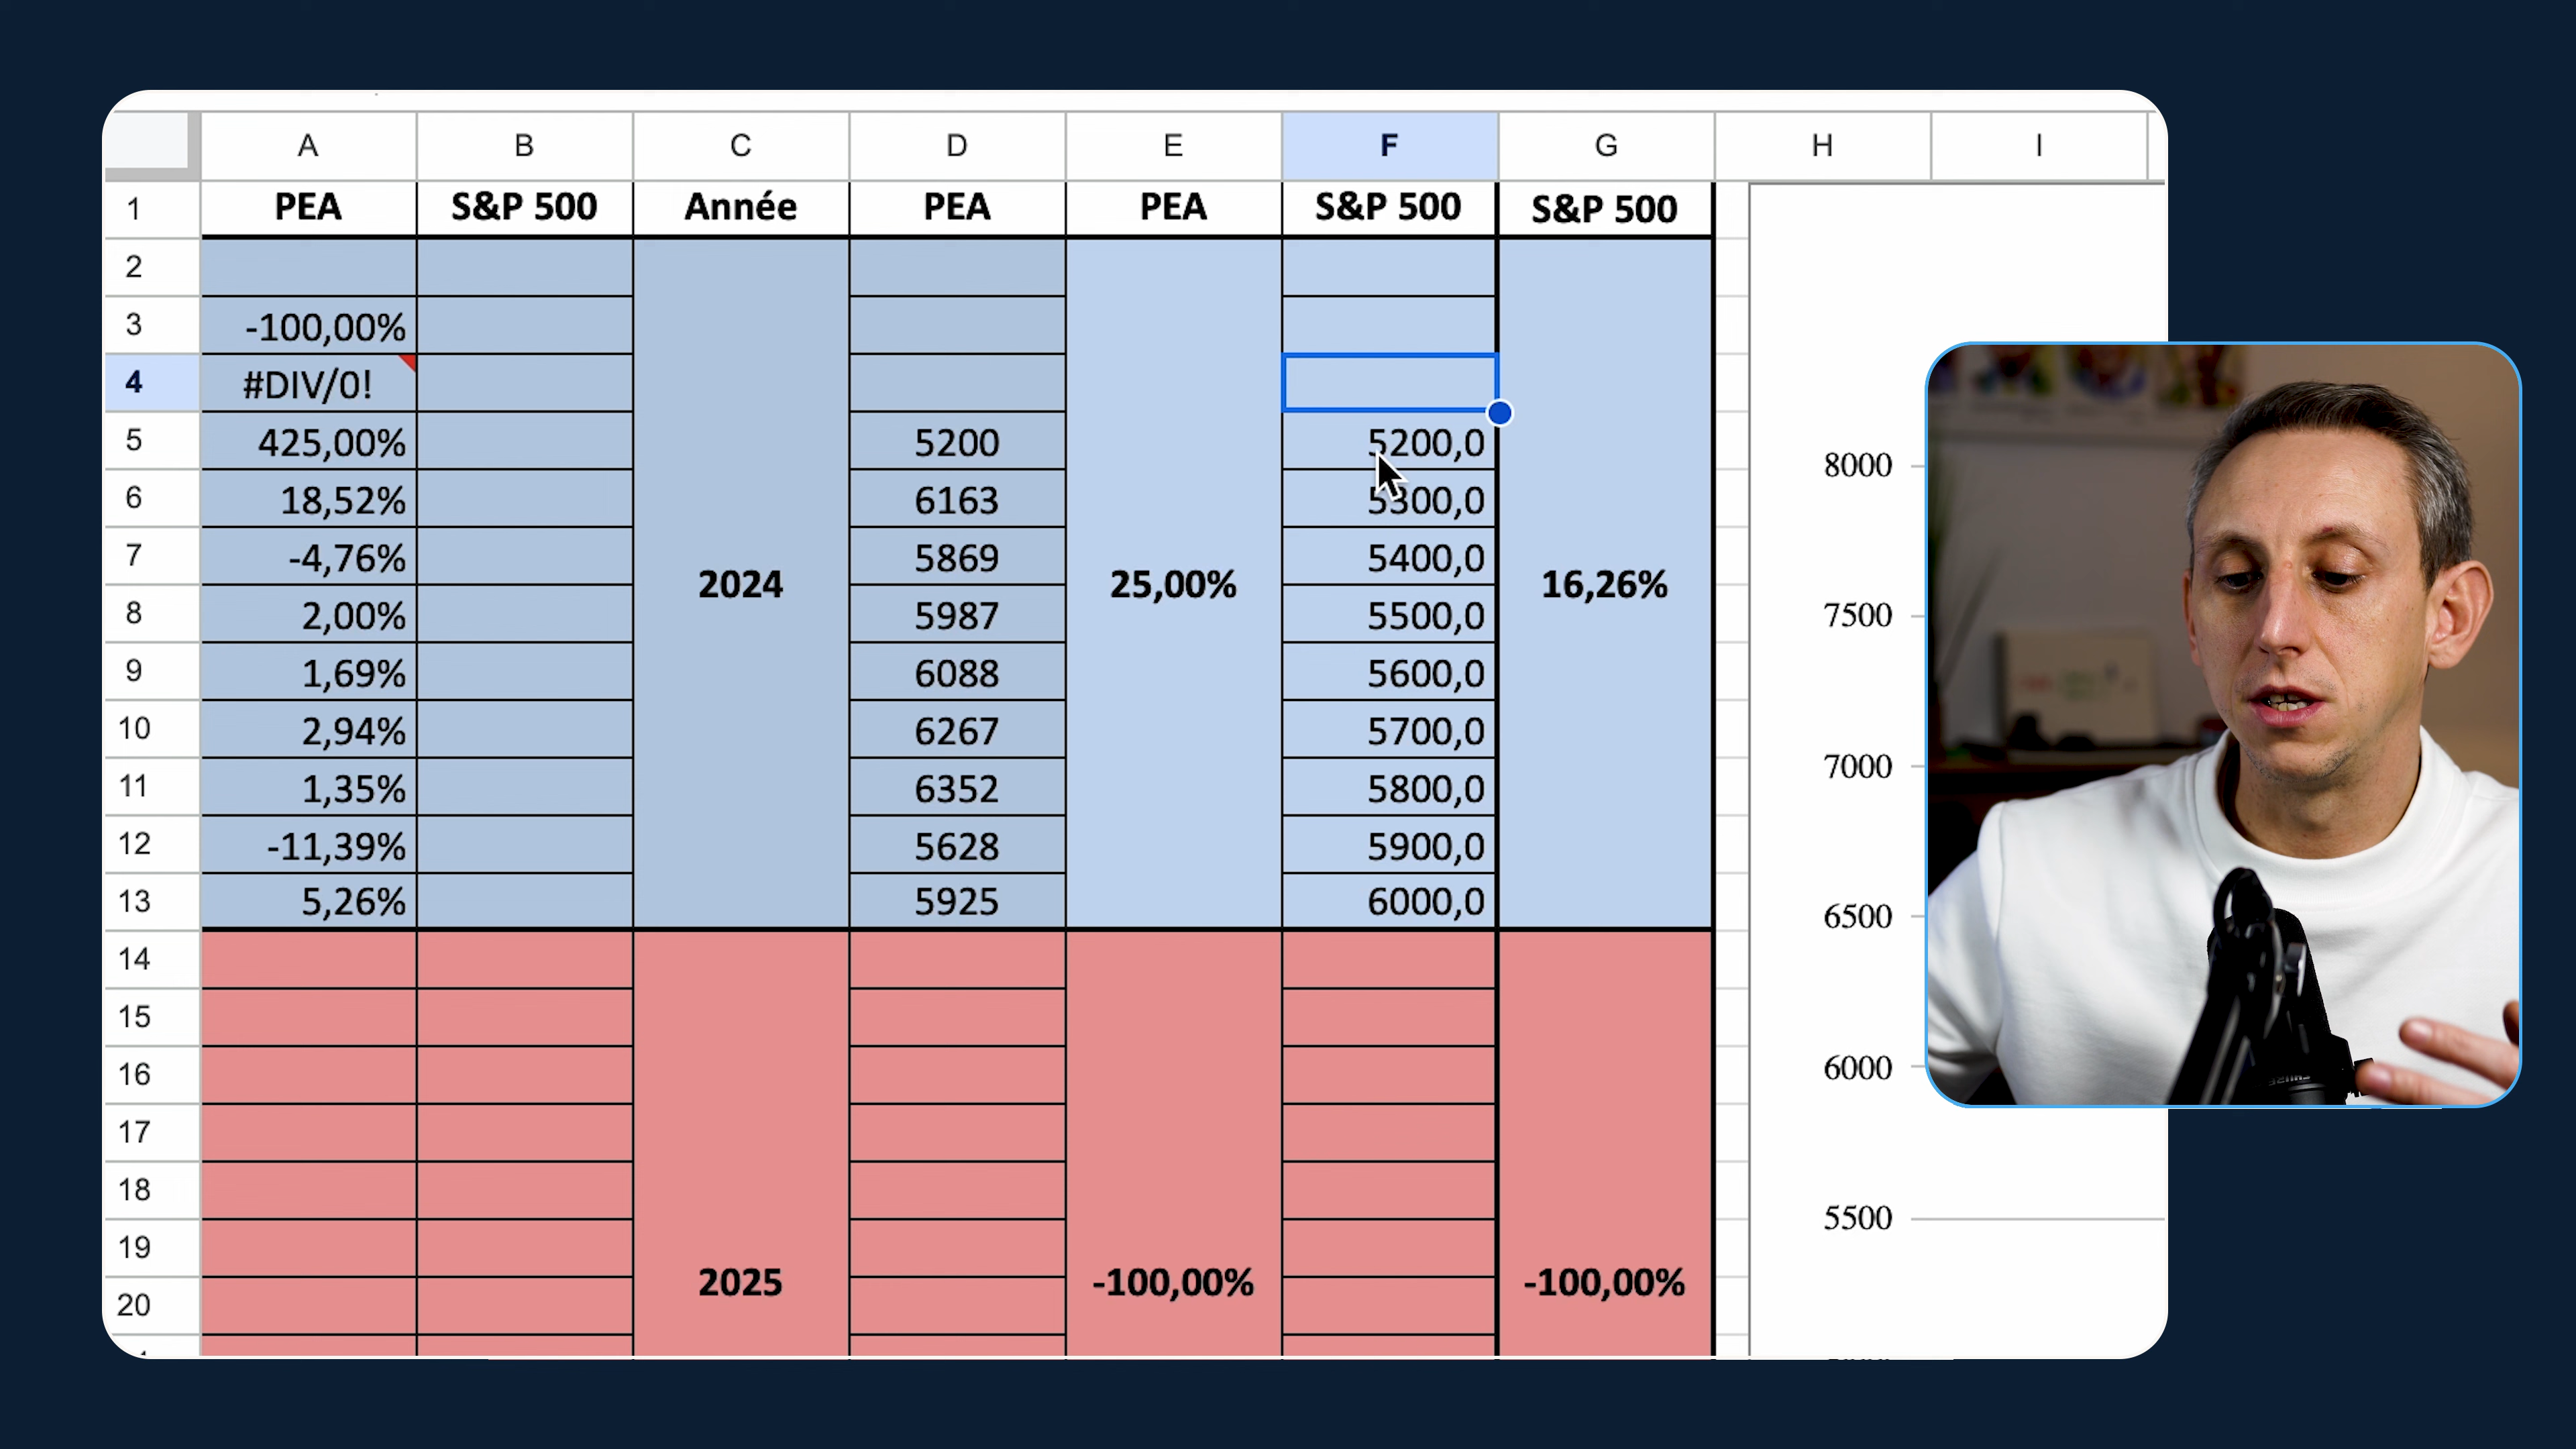 A B C D E F G H I
1 PEA S&P 500 Année PEA PEA S&P 500 S&P 500
2
3 -100,00%
4 #DIV/0!
5 425,00% 5200 5200,0
6 18,52% 6163 5300,0
7 -4,76% 5869 5400,0
2024 25,00% 16,26%
8 2,00% 5987 5500,0
9 1,69% 6088 5600,0
10 2,94% 6267 5700,0
11 1,35% 6352 5800,0
12 -11,39% 5628 5900,0
13 5,26% 5925 6000,0
14
15
16
17
18
19
2025 -100,00% -100,00%
20
8000
7500
7000
6500
6000
5500